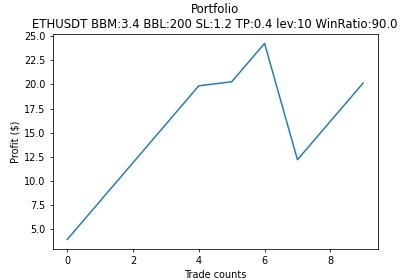 Portfolio
ETHUSDT BBM:3.4 BBL:200 SL:1.2 TP:0.4 lev:10 WinRatio:90.0
25.0
22.5
20.0
17.5
15.0
12.5
10.0
7.5
5.0
Profit ($)
0 2 4 6 8
Trade counts